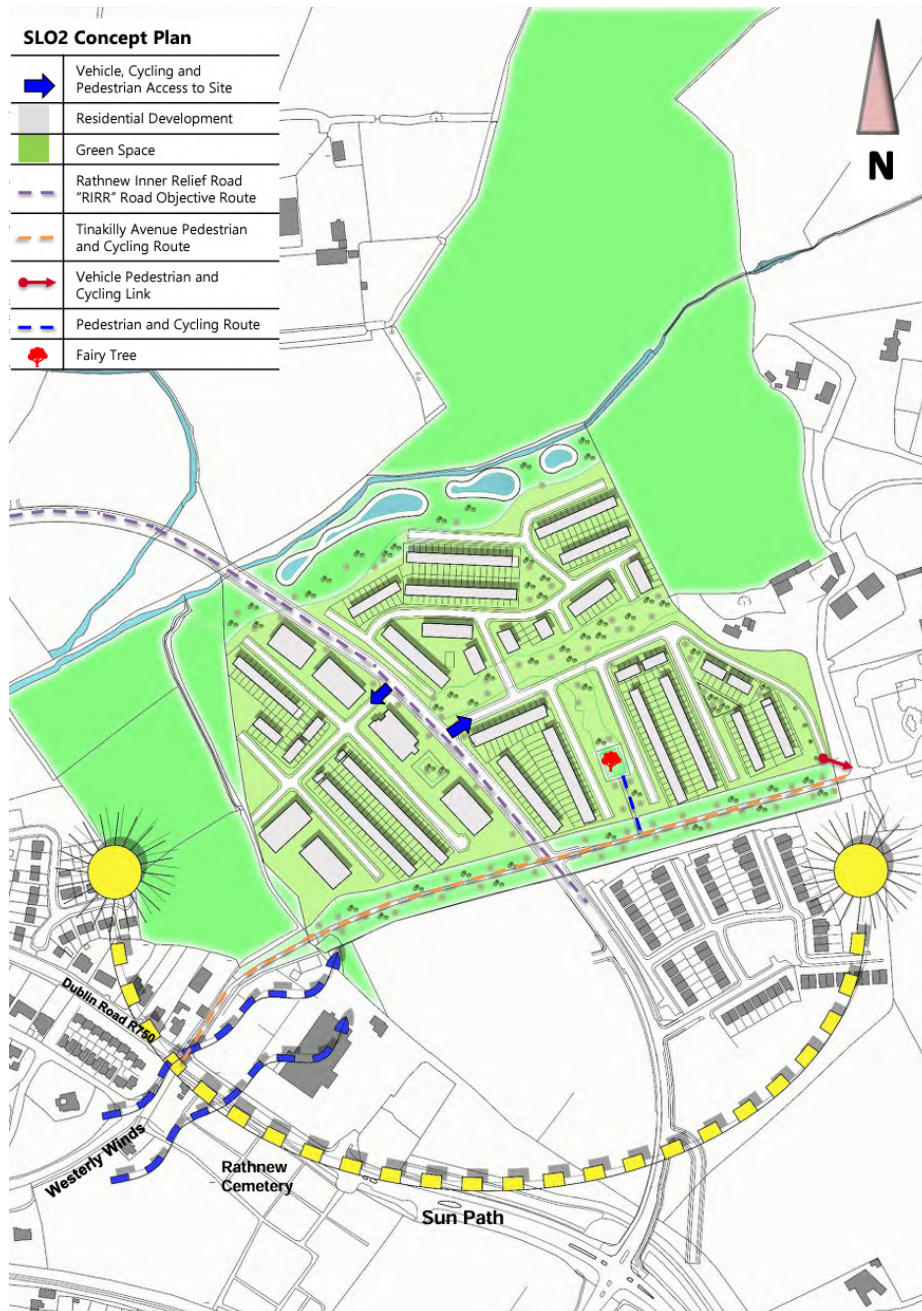 SLO2 Concept Plan
Vehicle, Cycling and
Pedestrian Access to Site
Residential Development
Green Space
Rathnew Inner Relief Road
"RIRR" Road Objective Route
Tinakilly Avenue Pedestrian
and Cycling Route
Vehicle Pedestrian and
Cycling Link
Pedestrian and Cycling Route
Fairy Tree
N
Dublin Road R750
Westerly Winds
Rathnew
Cemetery
Sun Path